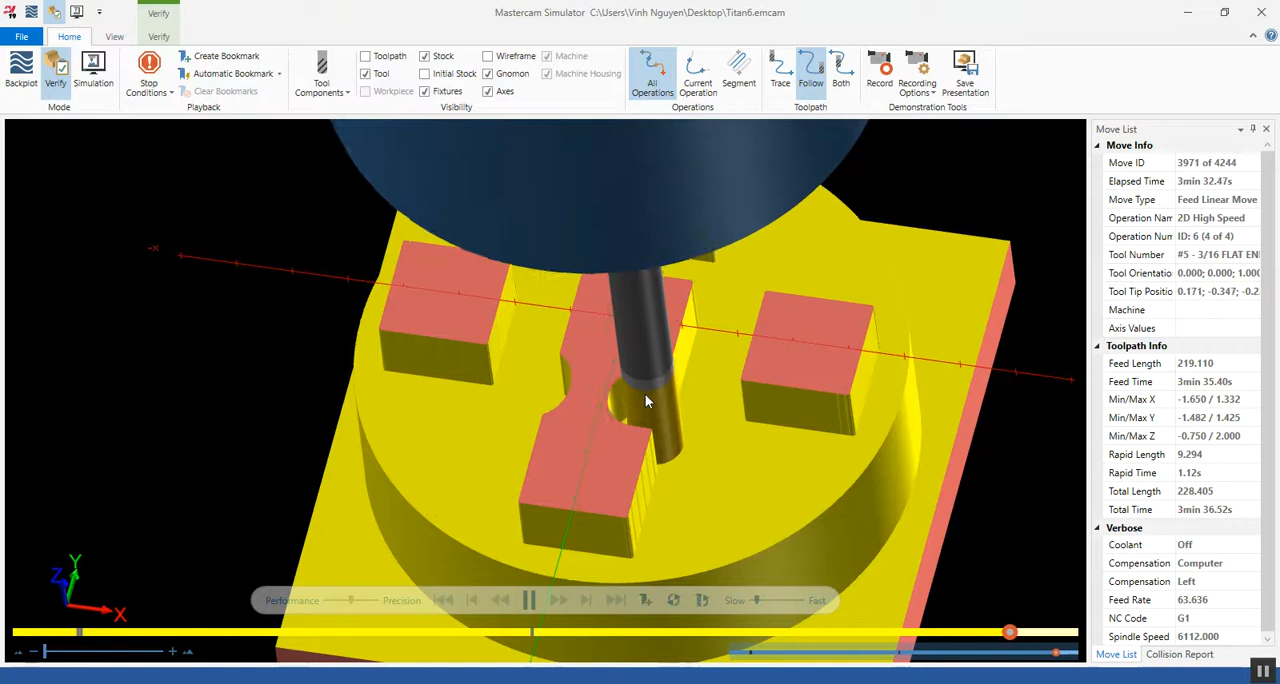 Verify
Mastercam Simulator C:\Users\Vinh Nguyen\Desktop\Titan6.emcam
File Home View Verify
Backplot Verify Simulation
Mode
Stop Conditions
Create Bookmark
Automatic Bookmark
Clear Bookmarks
Playback
Tool Components
Toolpath Stock Wireframe Machine
Tool Initial Stock Gnomon Machine Housing
Workpiece Fixtures Axes
Visibility
All Operations
Current Operation
Segment
Operations
Trace Follow Both
Toolpath
Record
Recording Options
Save Presentation
Demonstration Tools
-X
Z Y X
Performance Precision Slow Fast
Move List
Move Info
Move ID 3971 of 4244
Elapsed Time 3min 32.47s
Move Type Feed Linear Move
Operation Nam 2D High Speed
Operation Num ID: 6 (4 of 4)
Tool Number #5 - 3/16 FLAT EN
Tool Orientatio 0.000; 0.000; 1.000
Tool Tip Positio 0.171; -0.347; -0.2
Machine
Axis Values
Toolpath Info
Feed Length 219.110
Feed Time 3min 35.40s
Min/Max X -1.650 / 1.332
Min/Max Y -1.482 / 1.425
Min/Max Z -0.750 / 2.000
Rapid Length 9.294
Rapid Time 1.12s
Total Length 228.405
Total Time 3min 36.52s
Verbose
Coolant Off
Compensation Computer
Compensation Left
Feed Rate 63.636
NC Code G1
Spindle Speed 6112.000
Move List Collision Report